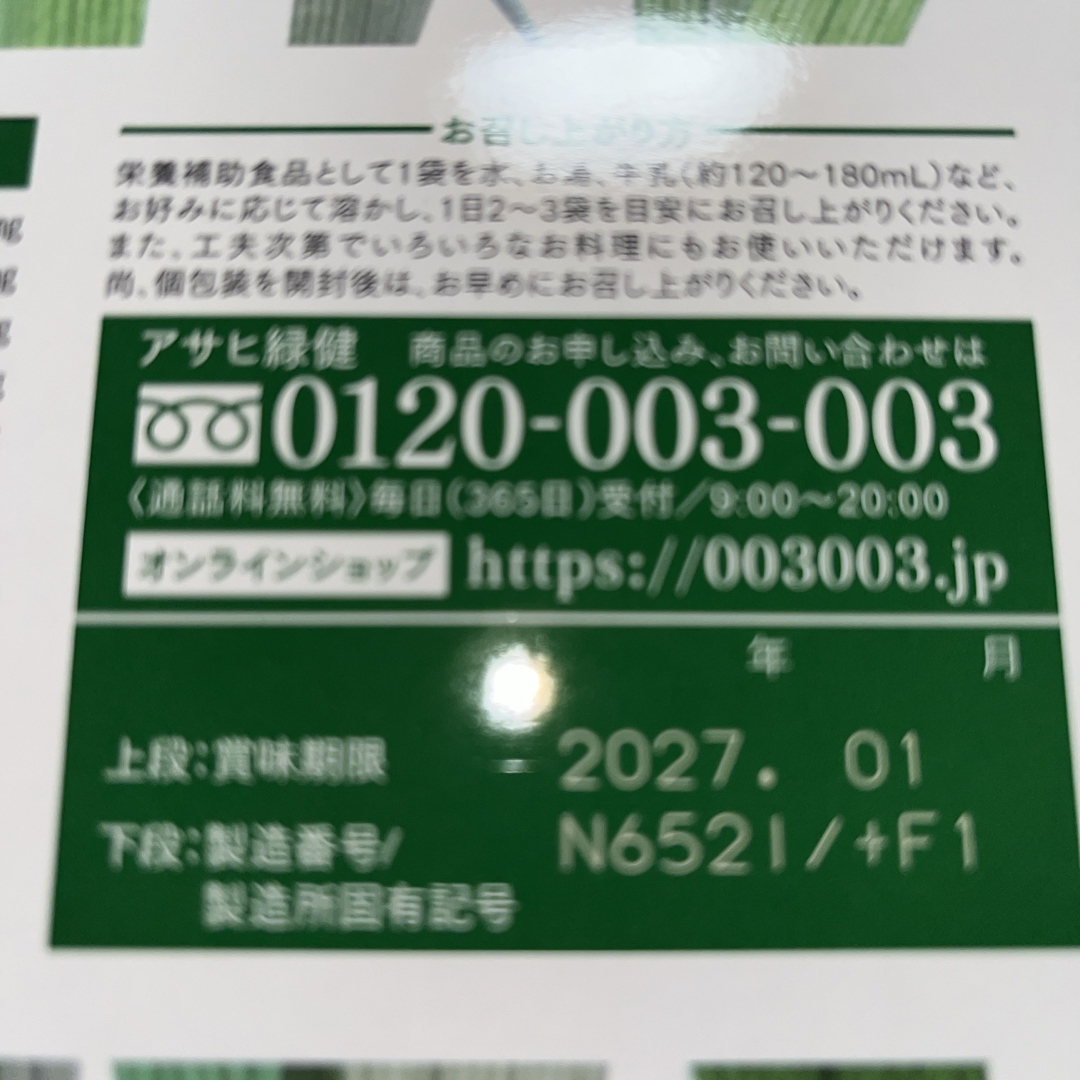 お召し上がり方
栄養補助食品として1袋を水、お湯、牛乳(約120〜180mL)など、
お好みに応じて溶かし、1日2〜3袋を目安にお召し上がりください。
また、工夫次第でいろいろなお料理にもお使いいただけます。
尚、個包装を開封後は、お早めにお召し上がりください。
アサヒ緑健 商品のお申し込み、お問い合わせは
0120-003-003
〈通話料無料〉毎日(365日)受付/9:00〜20:00
オンラインショップ https://003003.jp
年 月
上段:賞味期限 2027. 01
下段:製造番号/ N6521/+F1
製造所固有記号